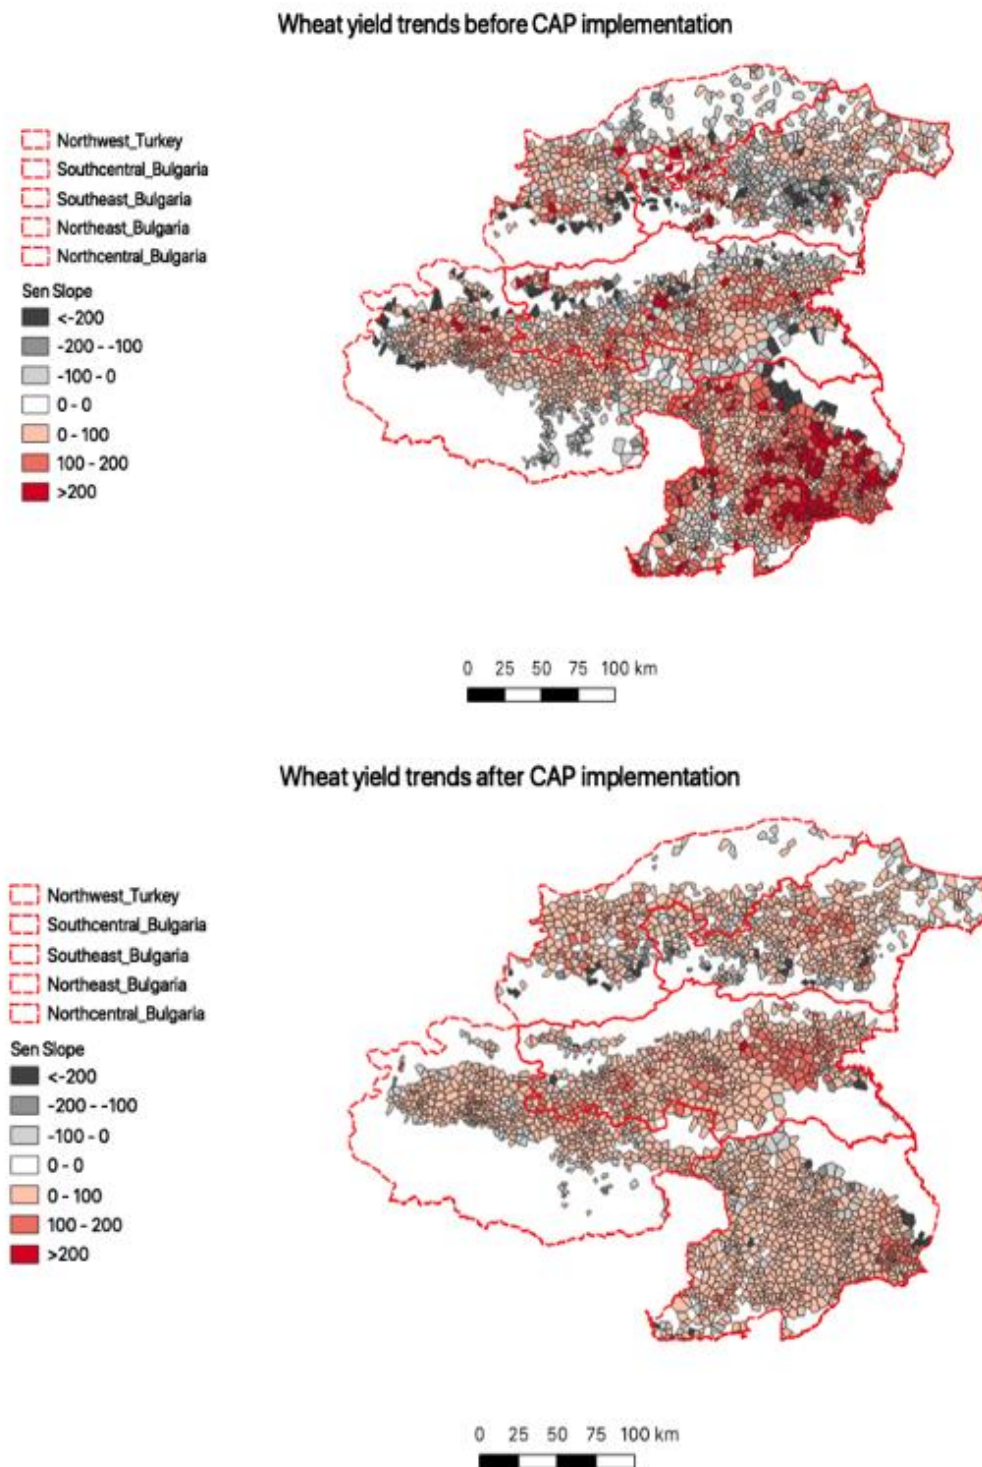 Wheat yield trends before CAP implementation
Northwest_Turkey
Southcentral_Bulgaria
Southeast_Bulgaria
Northeast_Bulgaria
Northcentral_Bulgaria
Sen Slope
<-200
-200 - -100
-100 - 0
0 - 0
0 - 100
100 - 200
>200
0 25 50 75 100 km
Wheat yield trends after CAP implementation
Northwest_Turkey
Southcentral_Bulgaria
Southeast_Bulgaria
Northeast_Bulgaria
Northcentral_Bulgaria
Sen Slope
<-200
-200 - -100
-100 - 0
0 - 0
0 - 100
100 - 200
>200
0 25 50 75 100 km